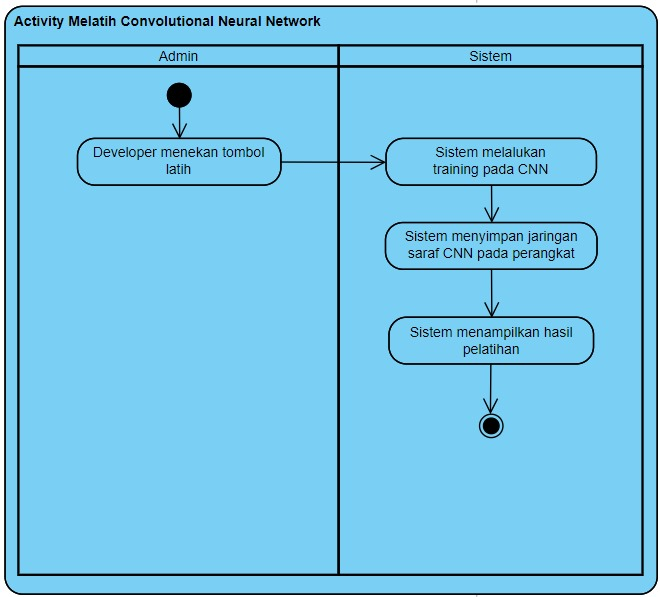 Activity Melatih Convolutional Neural Network
Admin
Sistem
Developer menekan tombol
latih
Sistem melalukan
training pada CNN
Sistem menyimpan jaringan
saraf CNN pada perangkat
Sistem menampilkan hasil
pelatihan